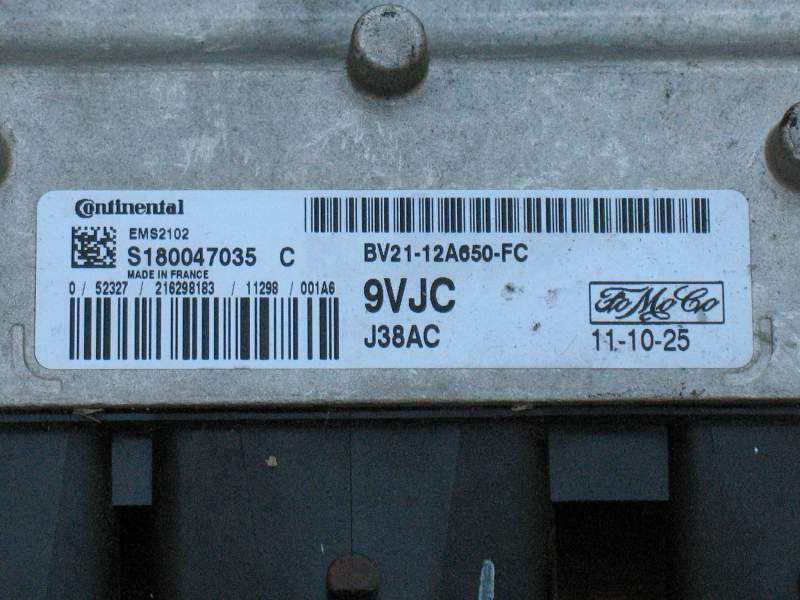 Continental
EMS2102
S180047035 C
MADE IN FRANCE
0 / 52327 / 216298183 / 11298 / 001A6
BV21-12A650-FC
9VJC
J38AC
FoMoCo
11-10-25